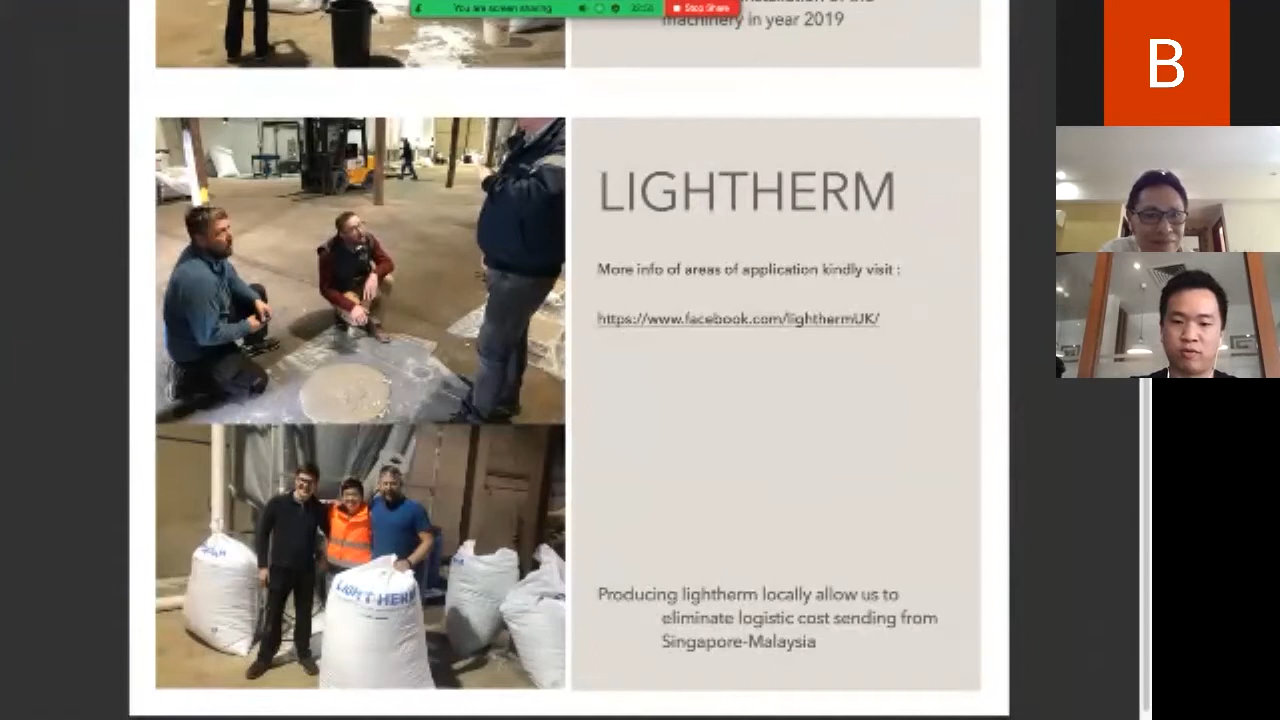 You are screen sharing
Stop Share
machinery in year 2019
B
LIGHTHERM
More info of areas of application kindly visit :
https://www.facebook.com/lighthermUK/
LIGHT HERM
Producing lightherm locally allow us to
eliminate logistic cost sending from
Singapore-Malaysia